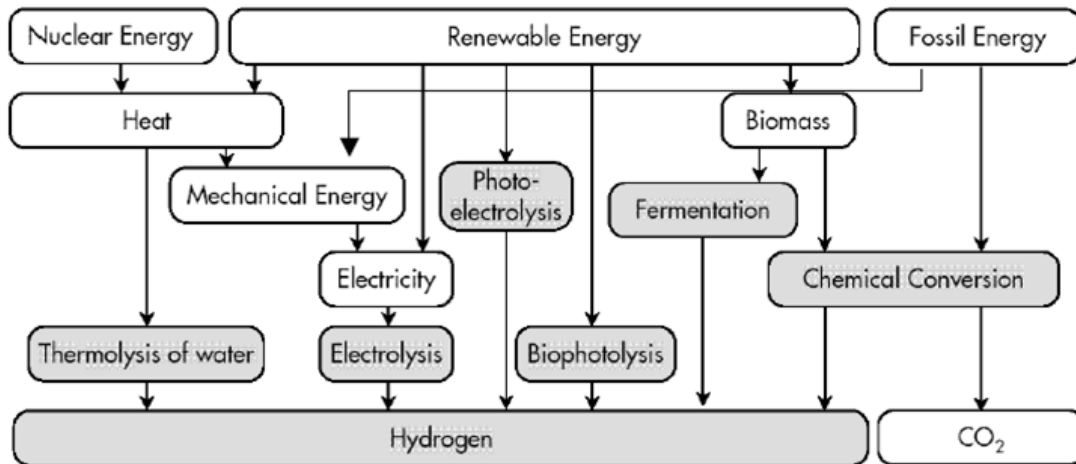 Nuclear Energy
Renewable Energy
Fossil Energy
Heat
Biomass
Mechanical Energy
Photo-
electrolysis
Fermentation
Electricity
Chemical Conversion
Thermolysis of water
Electrolysis
Biophotolysis
Hydrogen
CO₂